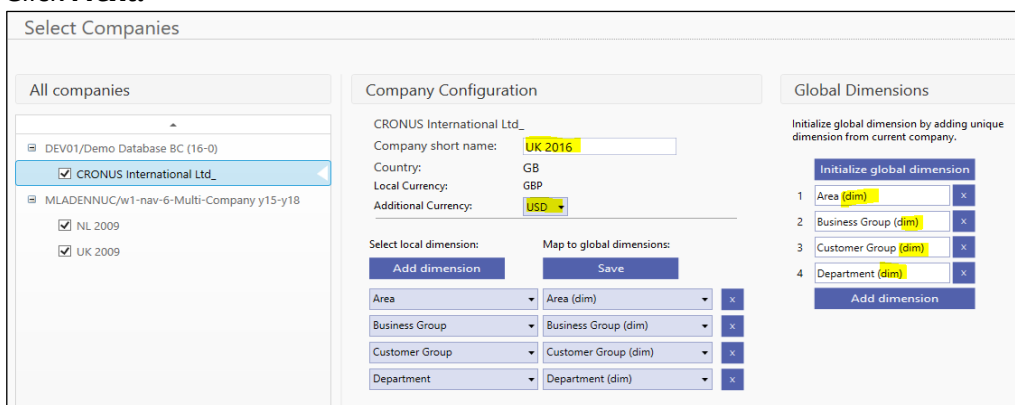 Select Companies
All companies
DEV01/Demo Database BC (16-0)
CRONUS International Ltd_
MLADENNUC/w1-nav-6-Multi-Company y15-y18
NL 2009
UK 2009
Company Configuration
CRONUS International Ltd_
Company short name: UK 2016
Country: GB
Local Currency: GBP
Additional Currency: USD
Select local dimension: Map to global dimensions:
Add dimension Save
Area Area (dim) x
Business Group Business Group (dim) x
Customer Group Customer Group (dim) x
Department Department (dim) x
Global Dimensions
Initialize global dimension by adding unique
dimension from current company.
Initialize global dimension
1 Area (dim) x
2 Business Group (dim) x
3 Customer Group (dim) x
4 Department (dim) x
Add dimension